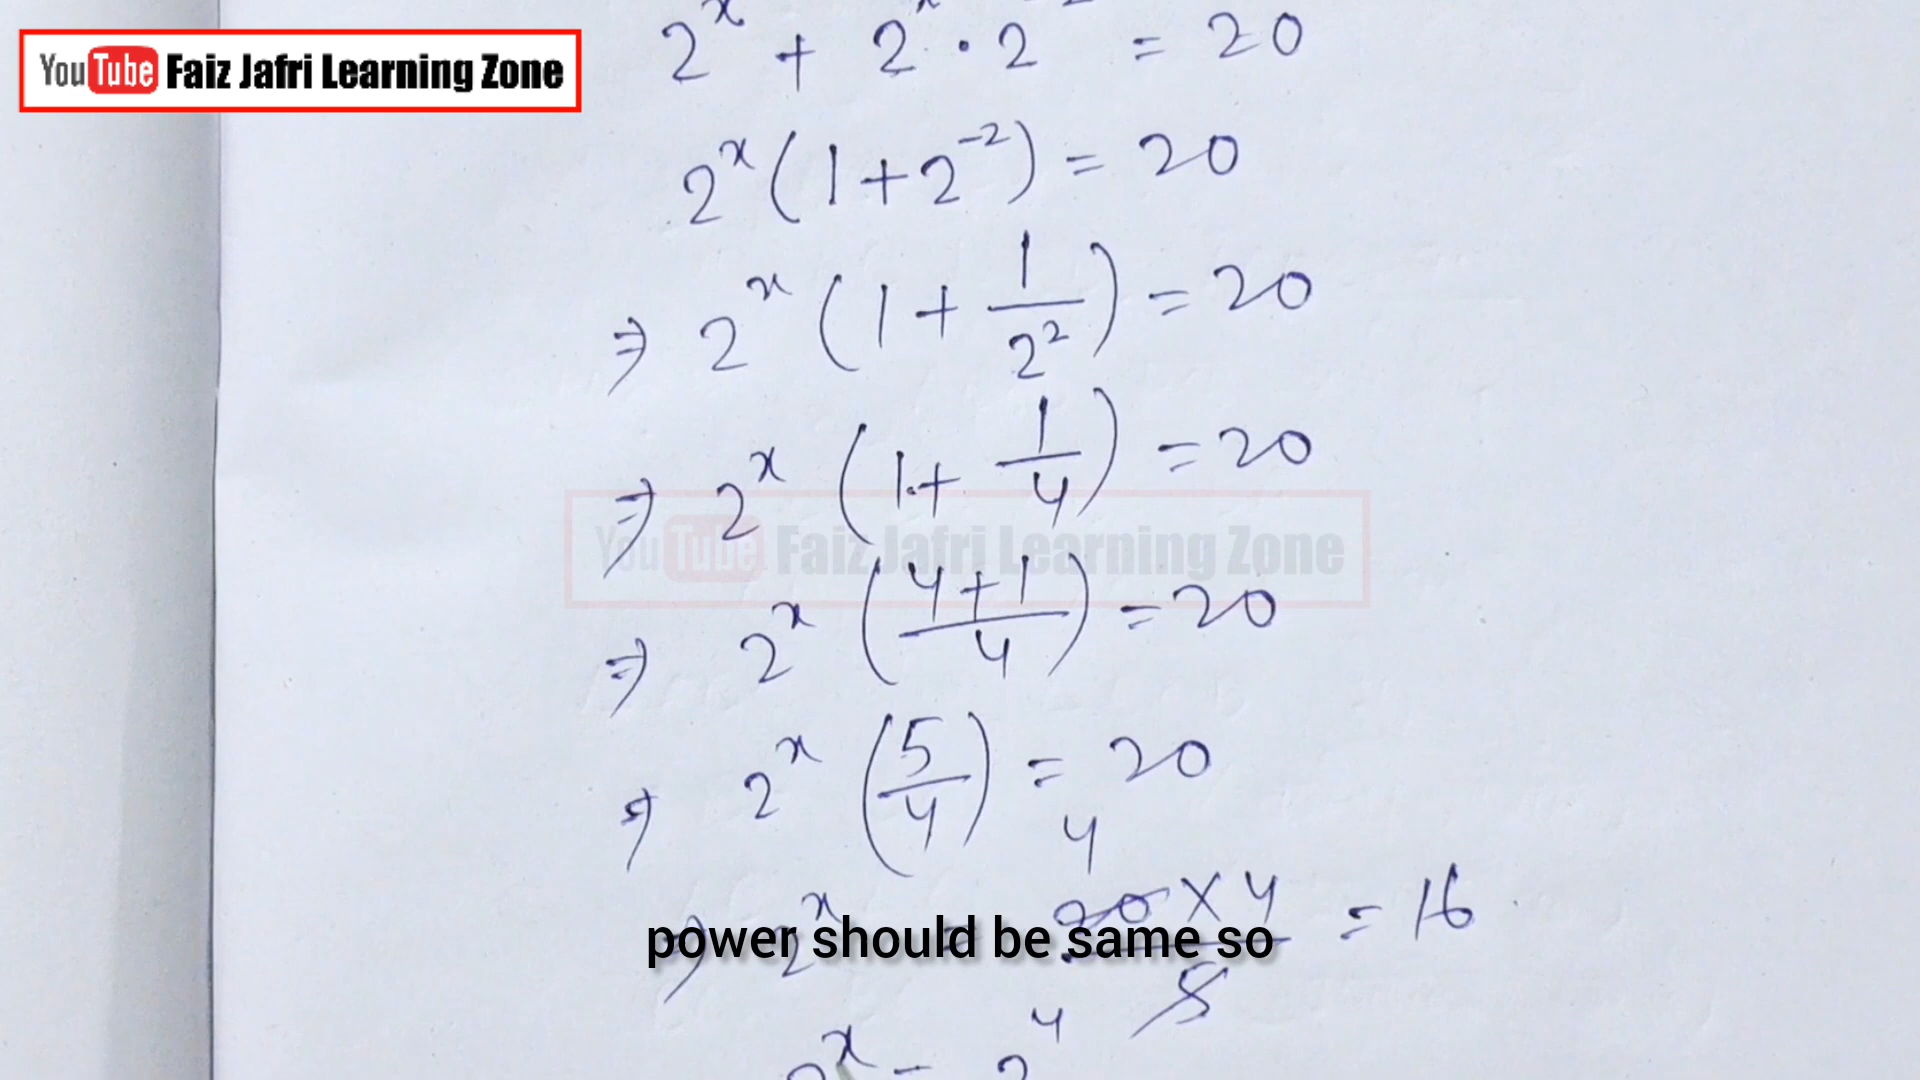 YouTube Faiz Jafri Learning Zone
2^x + 2^x · 2^-2 = 20
2^x (1 + 2^-2) = 20
⇒ 2^x (1 + 1/2^2) = 20
⇒ 2^x (1 + 1/4) = 20
YouTube Faiz Jafri Learning Zone
⇒ 2^x ((4+1)/4) = 20
⇒ 2^x (5/4) = 20
4
⇒ 2^x = (20 × 4)/5 = 16
power should be same so
2^x = 2^4